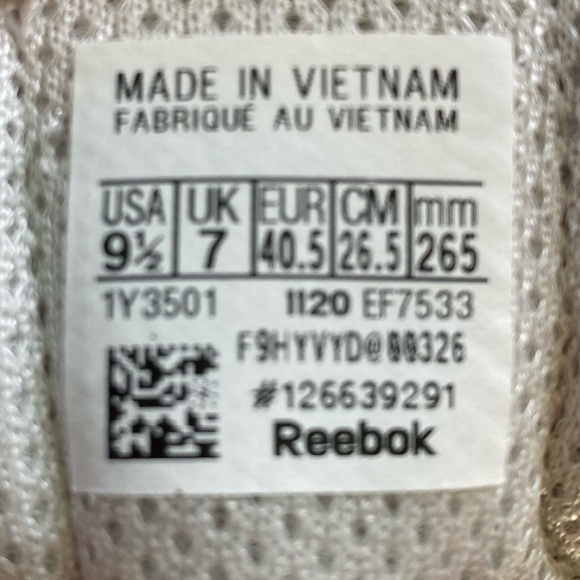 MADE IN VIETNAM
FABRIQUÉ AU VIETNAM
USA UK EUR CM mm
9½ 7 40.5 26.5 265
1Y3501 1120 EF7533
F9HYVYD@00326
#126639291
Reebok